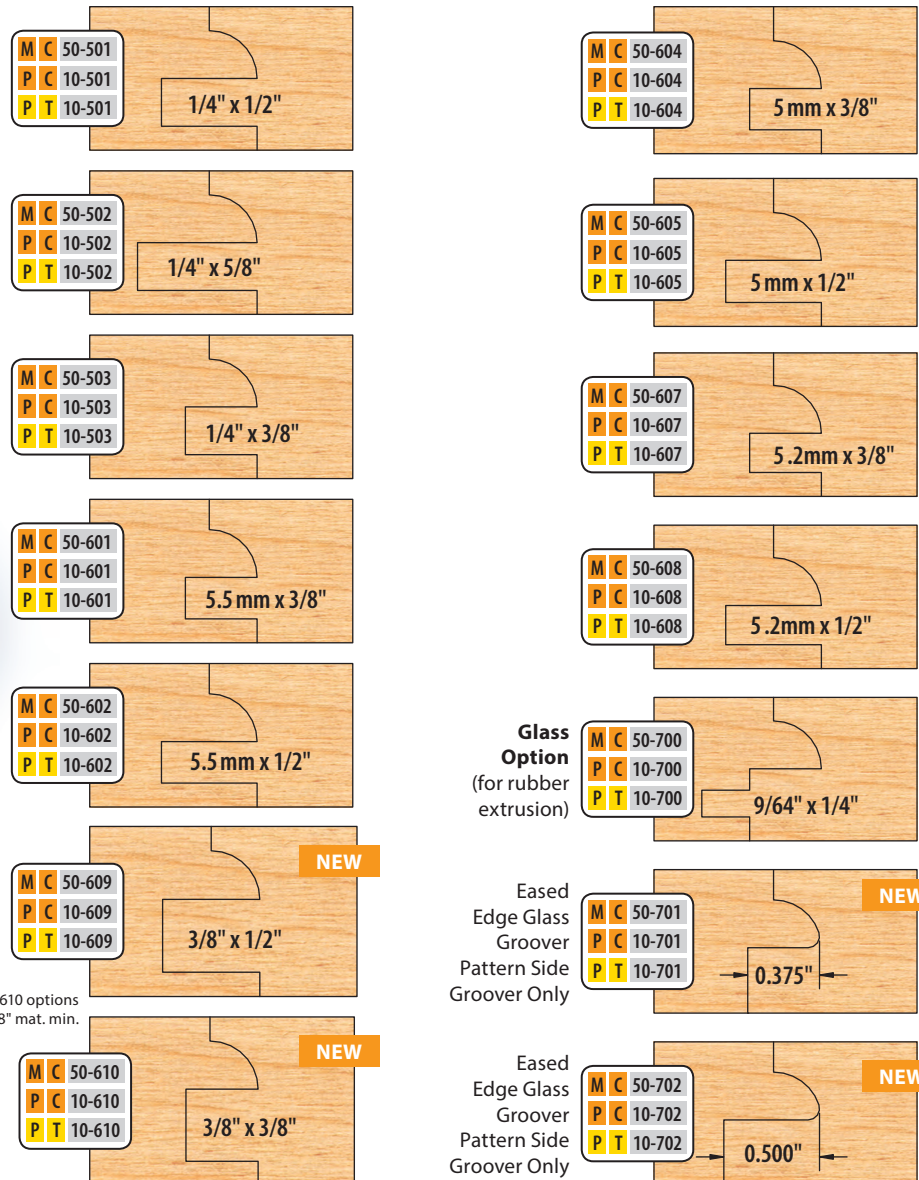 M C 50-501
P C 10-501
P T 10-501
1/4" x 1/2"
M C 50-502
P C 10-502
P T 10-502
1/4" x 5/8"
M C 50-503
P C 10-503
P T 10-503
1/4" x 3/8"
M C 50-601
P C 10-601
P T 10-601
5.5 mm x 3/8"
M C 50-602
P C 10-602
P T 10-602
5.5 mm x 1/2"
NEW
M C 50-609
P C 10-609
P T 10-609
3/8" x 1/2"
610 options
8" mat. min.
NEW
M C 50-610
P C 10-610
P T 10-610
3/8" x 3/8"
M C 50-604
P C 10-604
P T 10-604
5 mm x 3/8"
M C 50-605
P C 10-605
P T 10-605
5 mm x 1/2"
M C 50-607
P C 10-607
P T 10-607
5.2mm x 3/8"
M C 50-608
P C 10-608
P T 10-608
5.2mm x 1/2"
Glass
Option
(for rubber
extrusion)
M C 50-700
P C 10-700
P T 10-700
9/64" x 1/4"
Eased
Edge Glass
Groover
Pattern Side
Groover Only
M C 50-701
P C 10-701
P T 10-701
NEW
0.375"
Eased
Edge Glass
Groover
Pattern Side
Groover Only
M C 50-702
P C 10-702
P T 10-702
NEW
0.500"